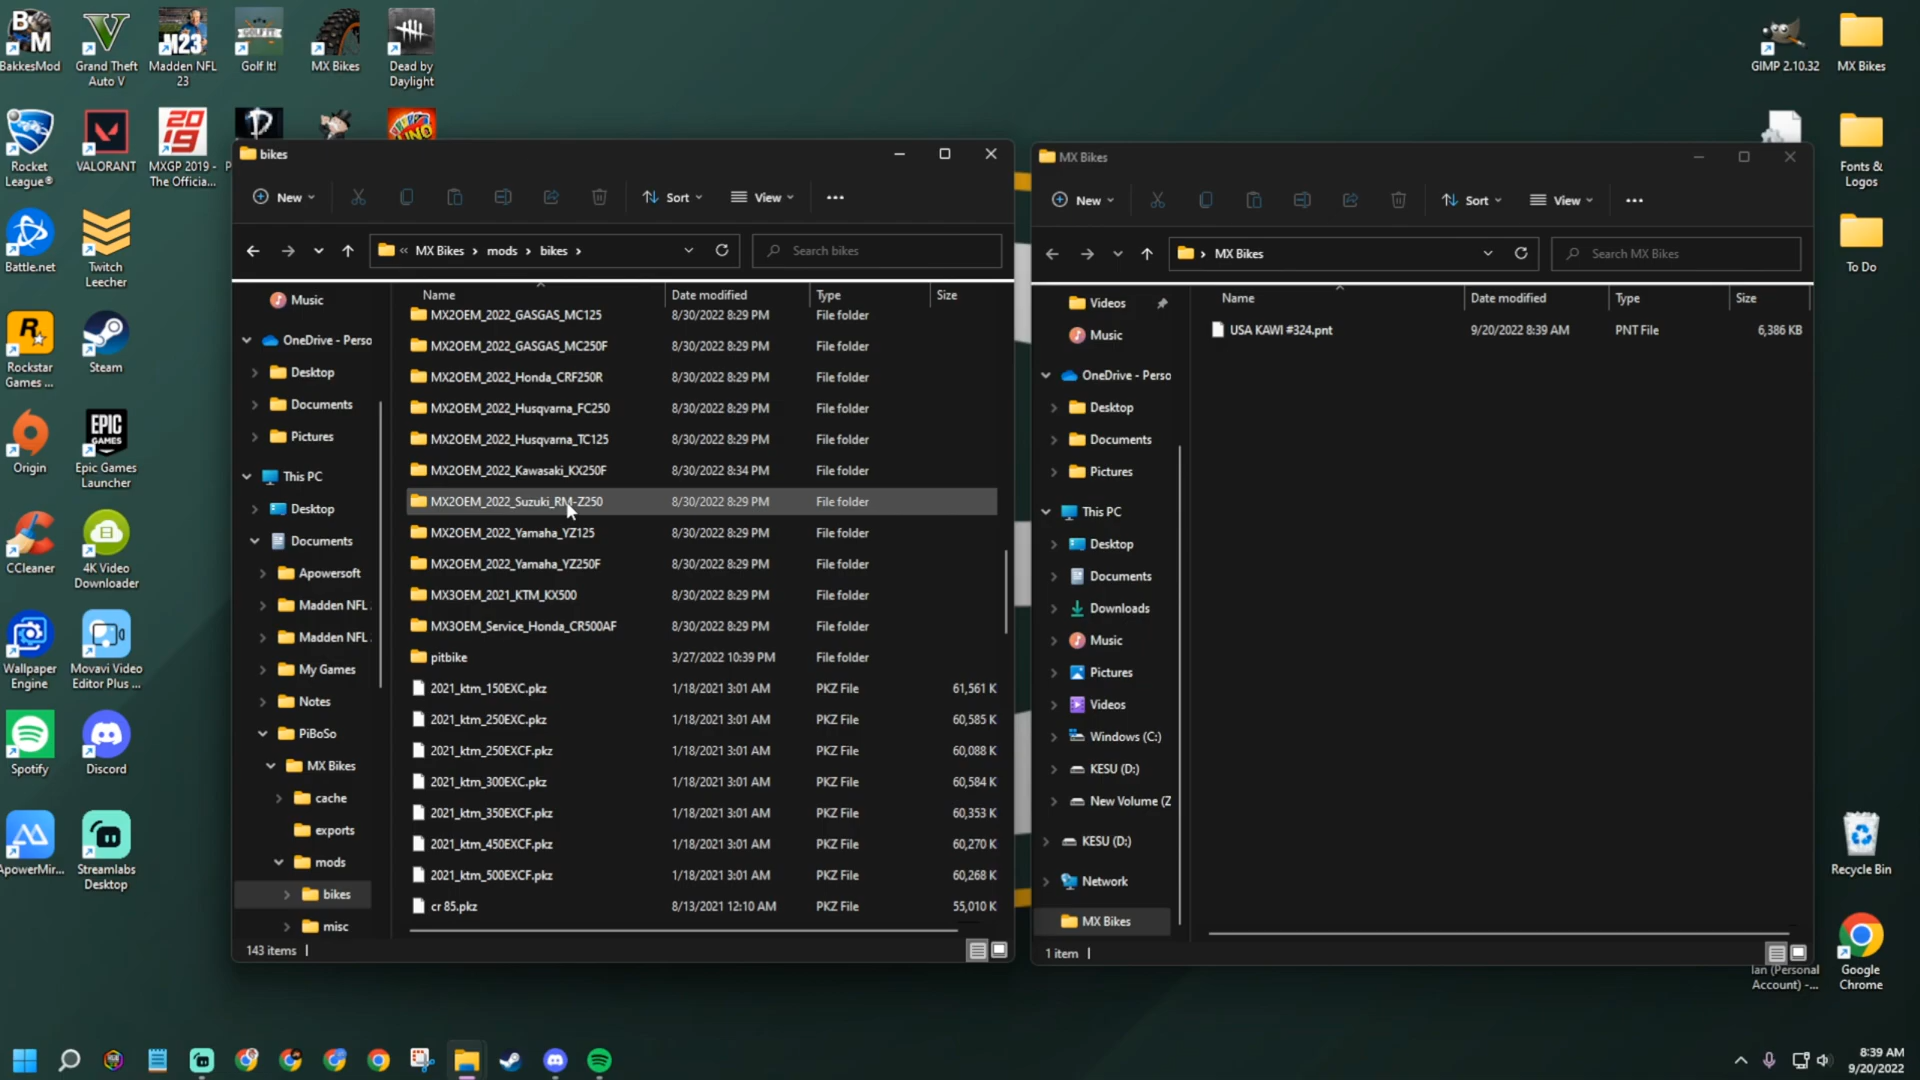 BakkesMod
Grand Theft
Auto V
M23
Madden NFL
23
GOLF IT!
Golf It!
MX Bikes
Dead by
Daylight
Rocket
League®
VALORANT
2019
MXGP 2019 -
The Official...
UNO
Battle.net
Twitch
Leecher
Rockstar
Games ...
Steam
Origin
EPIC
GAMES
Epic Games
Launcher
CCleaner
4K Video
Downloader
Wallpaper
Engine
Movavi Video
Editor Plus ...
Spotify
Discord
ApowerMir...
Streamlabs
Desktop
bikes
New
Sort
View
« MX Bikes > mods > bikes >
Search bikes
Name
Date modified
Type
Size
Music
OneDrive - Perso
Desktop
Documents
Pictures
This PC
Desktop
Documents
Apowersoft
Madden NFL
Madden NFL
My Games
Notes
PiBoSo
MX Bikes
cache
exports
mods
bikes
misc
MX2OEM_2022_GASGAS_MC125 8/30/2022 8:29 PM File folder
MX2OEM_2022_GASGAS_MC250F 8/30/2022 8:29 PM File folder
MX2OEM_2022_Honda_CRF250R 8/30/2022 8:29 PM File folder
MX2OEM_2022_Husqvarna_FC250 8/30/2022 8:29 PM File folder
MX2OEM_2022_Husqvarna_TC125 8/30/2022 8:29 PM File folder
MX2OEM_2022_Kawasaki_KX250F 8/30/2022 8:34 PM File folder
MX2OEM_2022_Suzuki_RM-Z250 8/30/2022 8:29 PM File folder
MX2OEM_2022_Yamaha_YZ125 8/30/2022 8:29 PM File folder
MX2OEM_2022_Yamaha_YZ250F 8/30/2022 8:29 PM File folder
MX3OEM_2021_KTM_KX500 8/30/2022 8:29 PM File folder
MX3OEM_Service_Honda_CR500AF 8/30/2022 8:29 PM File folder
pitbike 3/27/2022 10:39 PM File folder
2021_ktm_150EXC.pkz 1/18/2021 3:01 AM PKZ File 61,561 K
2021_ktm_250EXC.pkz 1/18/2021 3:01 AM PKZ File 60,585 K
2021_ktm_250EXCF.pkz 1/18/2021 3:01 AM PKZ File 60,088 K
2021_ktm_300EXC.pkz 1/18/2021 3:01 AM PKZ File 60,584 K
2021_ktm_350EXCF.pkz 1/18/2021 3:01 AM PKZ File 60,353 K
2021_ktm_450EXCF.pkz 1/18/2021 3:01 AM PKZ File 60,270 K
2021_ktm_500EXCF.pkz 1/18/2021 3:01 AM PKZ File 60,268 K
cr 85.pkz 8/13/2021 12:10 AM PKZ File 55,010 K
143 items
MX Bikes
New
Sort
View
> MX Bikes
Search MX Bikes
Name
Date modified
Type
Size
USA KAWI #324.pnt 9/20/2022 8:39 AM PNT File 6,386 KB
Videos
Music
OneDrive - Perso
Desktop
Documents
Pictures
This PC
Desktop
Documents
Downloads
Music
Pictures
Videos
Windows (C:)
KESU (D:)
New Volume (Z
KESU (D:)
Network
MX Bikes
1 item
GIMP 2.10.32
MX Bikes
Fonts &
Logos
To Do
Recycle Bin
Ian (Personal
Account) -...
Google
Chrome
8:39 AM
9/20/2022